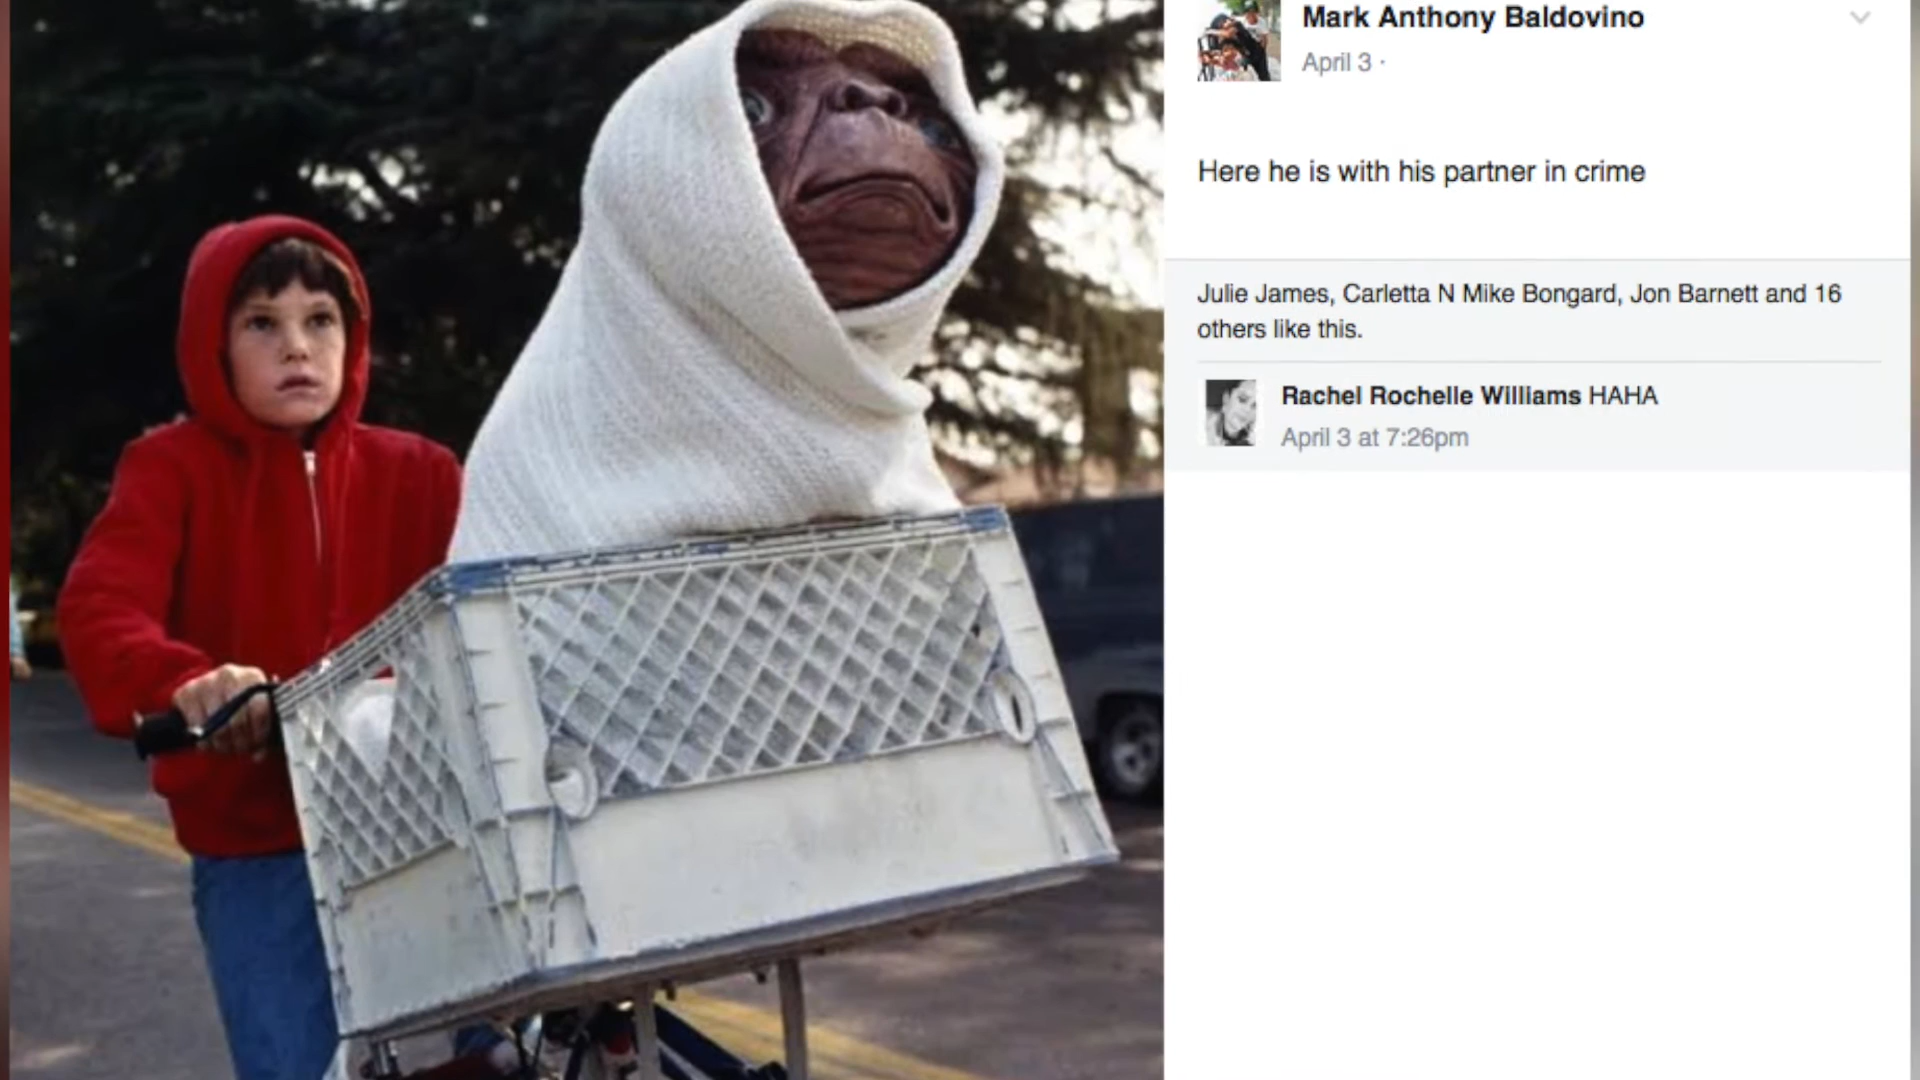 Mark Anthony Baldovino
April 3 ·
Here he is with his partner in crime
Julie James, Carletta N Mike Bongard, Jon Barnett and 16
others like this.
Rachel Rochelle Williams HAHA
April 3 at 7:26pm